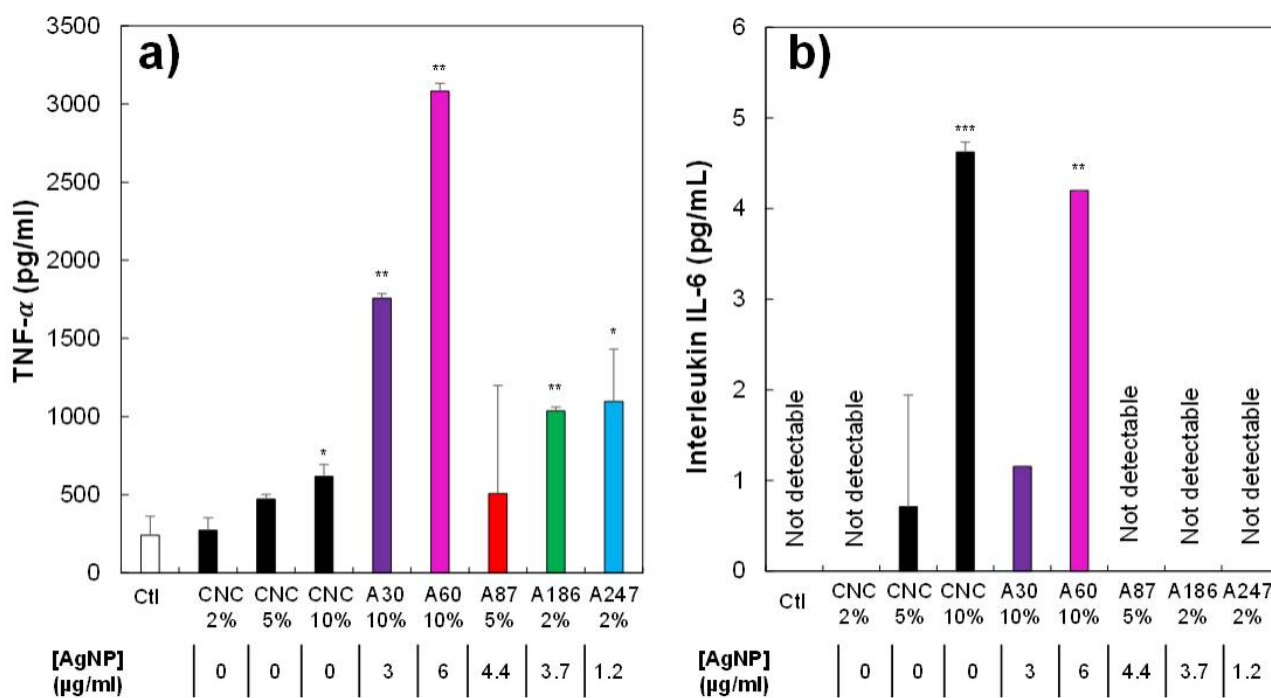 a)
TNF-α (pg/ml)
3500
3000
2500
2000
1500
1000
500
0
*
**
**
**
*
Ctl CNC CNC CNC A30 A60 A87 A186 A247
2% 5% 10% 10% 10% 5% 2% 2%
[AgNP] 0 0 0 3 6 4.4 3.7 1.2
(µg/ml)
b)
Interleukin IL-6 (pg/mL)
6
5
4
3
2
1
0
Not detectable
Not detectable
***
**
Not detectable
Not detectable
Not detectable
Ctl CNC CNC CNC A30 A60 A87 A186 A247
2% 5% 10% 10% 10% 5% 2% 2%
[AgNP] 0 0 0 3 6 4.4 3.7 1.2
(µg/ml)